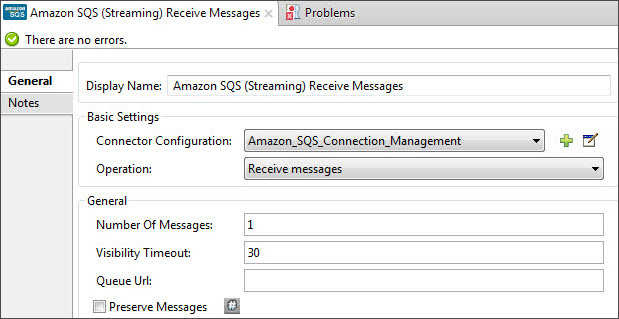 amazon SQS Amazon SQS (Streaming) Receive Messages Problems
There are no errors.
General
Notes
Display Name: Amazon SQS (Streaming) Receive Messages
Basic Settings
Connector Configuration: Amazon_SQS_Connection_Management
Operation: Receive messages
General
Number Of Messages: 1
Visibility Timeout: 30
Queue Url:
Preserve Messages #